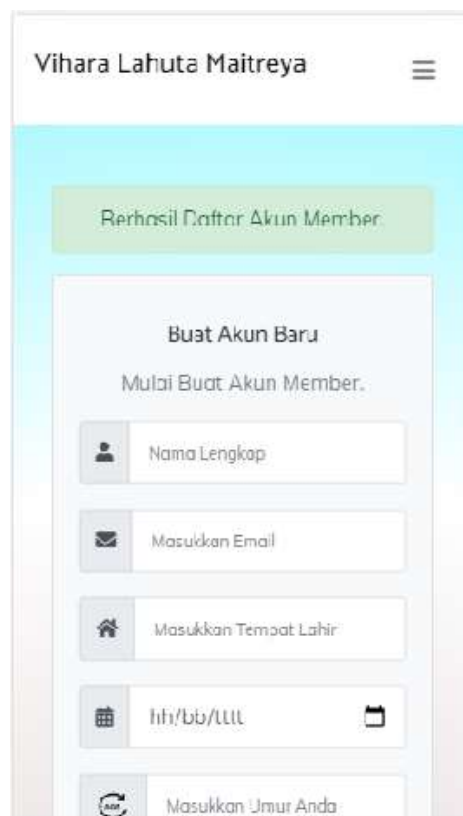 Vihara Lahuta Maitreya
Berhasil Daftar Akun Member.
Buat Akun Baru
Mulai Buat Akun Member.
Nama Lengkap
Masukkan Email
Masukkan Tempat Lahir
hh/bb/tttt
AGE
Masukkan Umur Anda